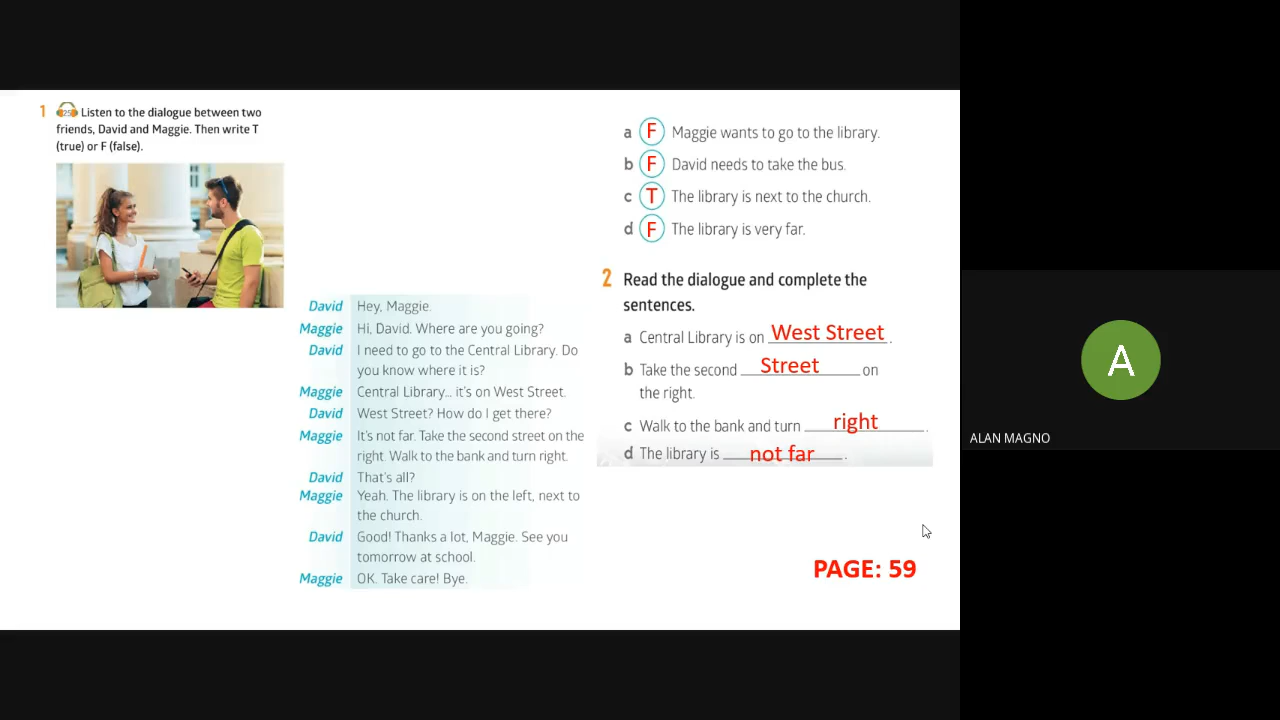 1 25 Listen to the dialogue between two
friends, David and Maggie. Then write T
(true) or F (false).
David Hey, Maggie.
Maggie Hi, David. Where are you going?
David I need to go to the Central Library. Do
you know where it is?
Maggie Central Library... it's on West Street.
David West Street? How do I get there?
Maggie It's not far. Take the second street on the
right. Walk to the bank and turn right.
David That's all?
Maggie Yeah. The library is on the left, next to
the church.
David Good! Thanks a lot, Maggie. See you
tomorrow at school.
Maggie OK. Take care! Bye.
a F Maggie wants to go to the library.
b F David needs to take the bus.
c T The library is next to the church.
d F The library is very far.
2 Read the dialogue and complete the
sentences.
a Central Library is on West Street.
b Take the second Street on
the right.
c Walk to the bank and turn right.
d The library is not far.
PAGE: 59
A
ALAN MAGNO